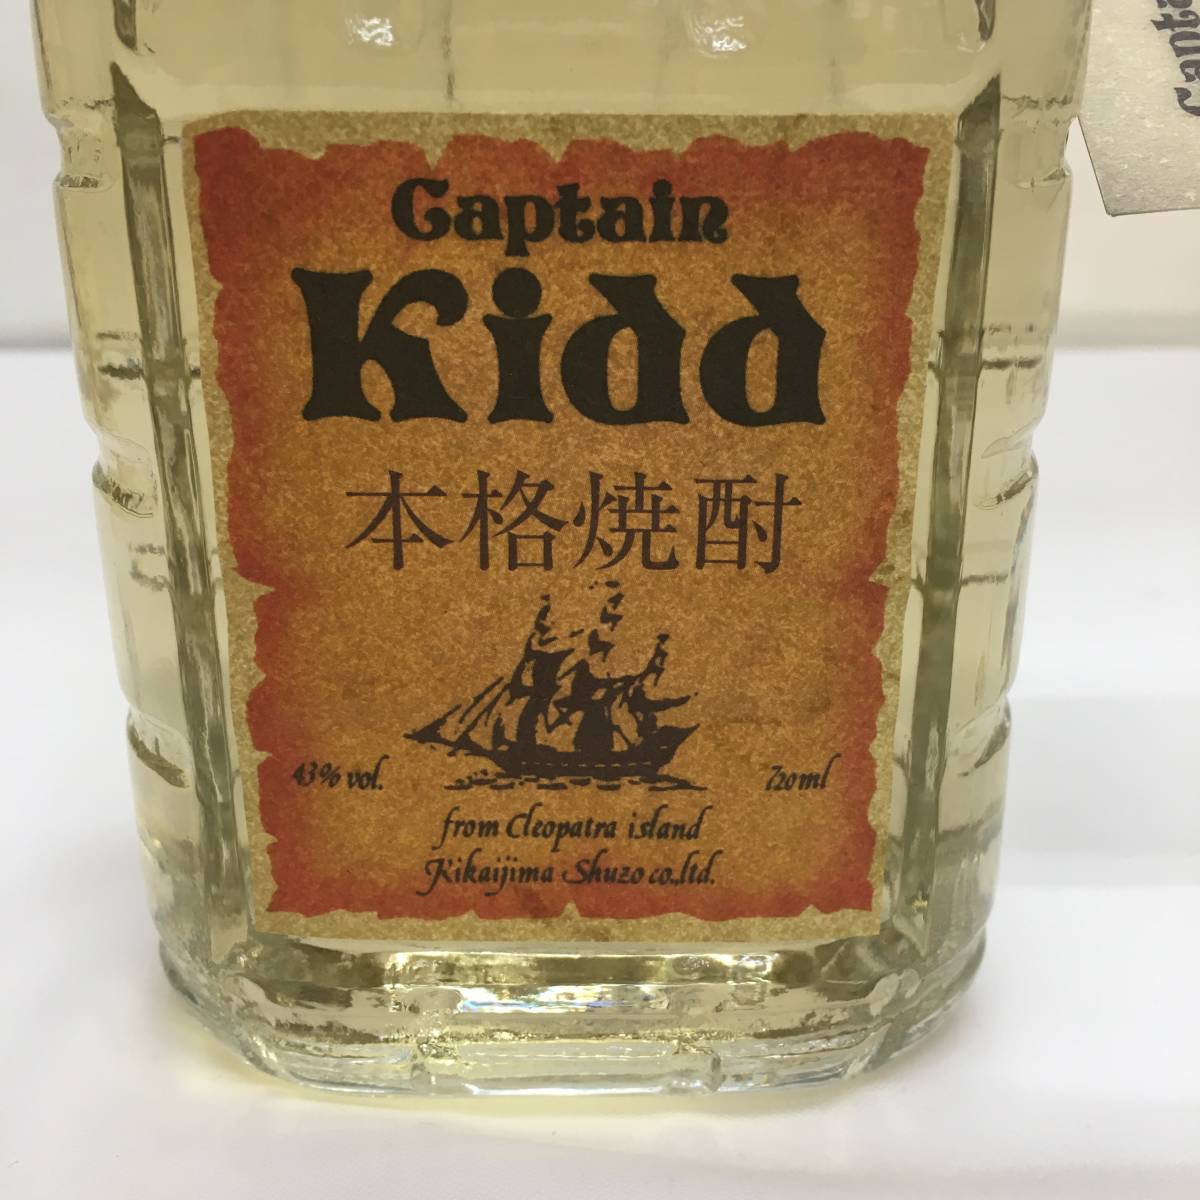 Captain
Kidd
本格焼酎
43% vol.
720ml
from Cleopatra island
Kikaijima Shuzo co.,ltd.